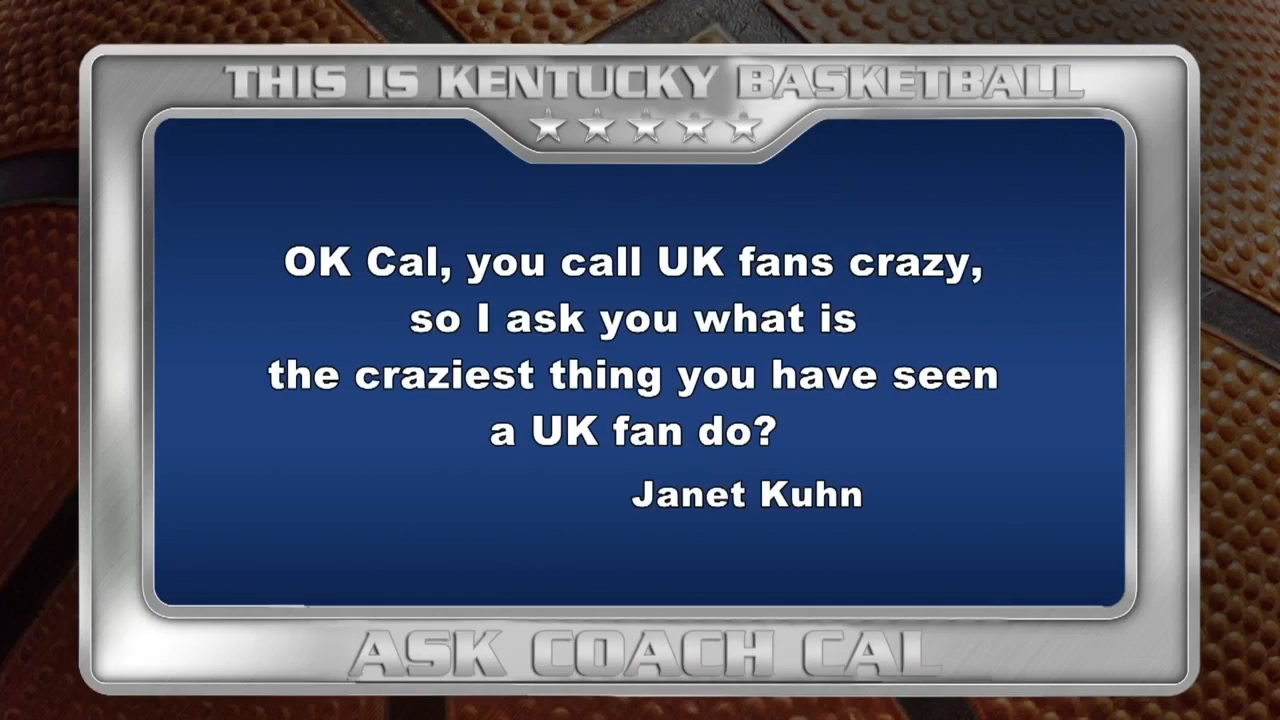 THIS IS KENTUCKY BASKETBALL
OK Cal, you call UK fans crazy,
so I ask you what is
the craziest thing you have seen
a UK fan do?
Janet Kuhn
ASK COACH CAL